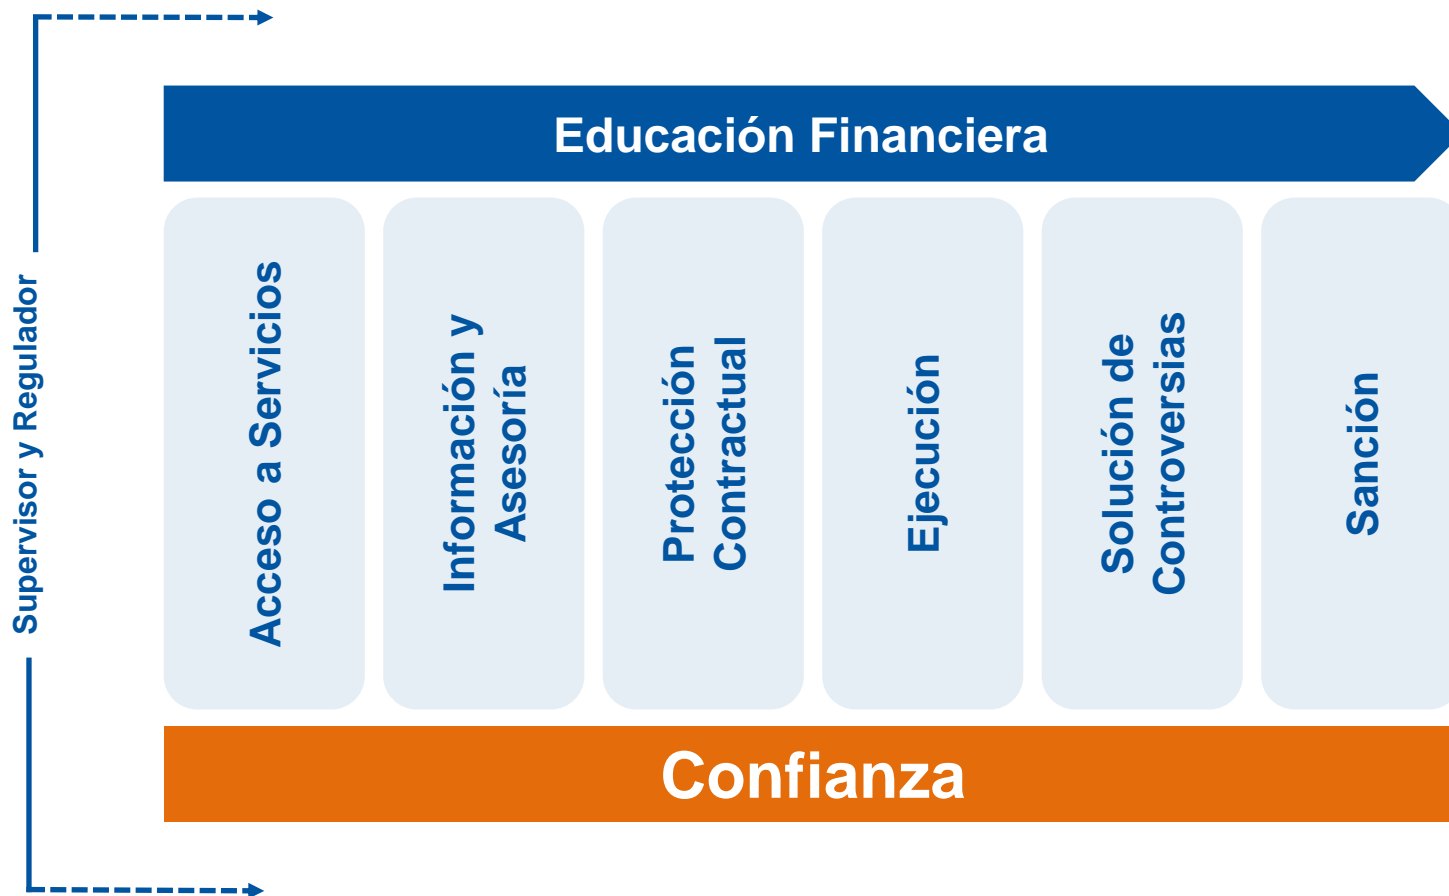 Educación Financiera
Supervisor y Regulador
Acceso a Servicios
Información y
Asesoría
Protección
Contractual
Ejecución
Solución de
Controversias
Sanción
Confianza